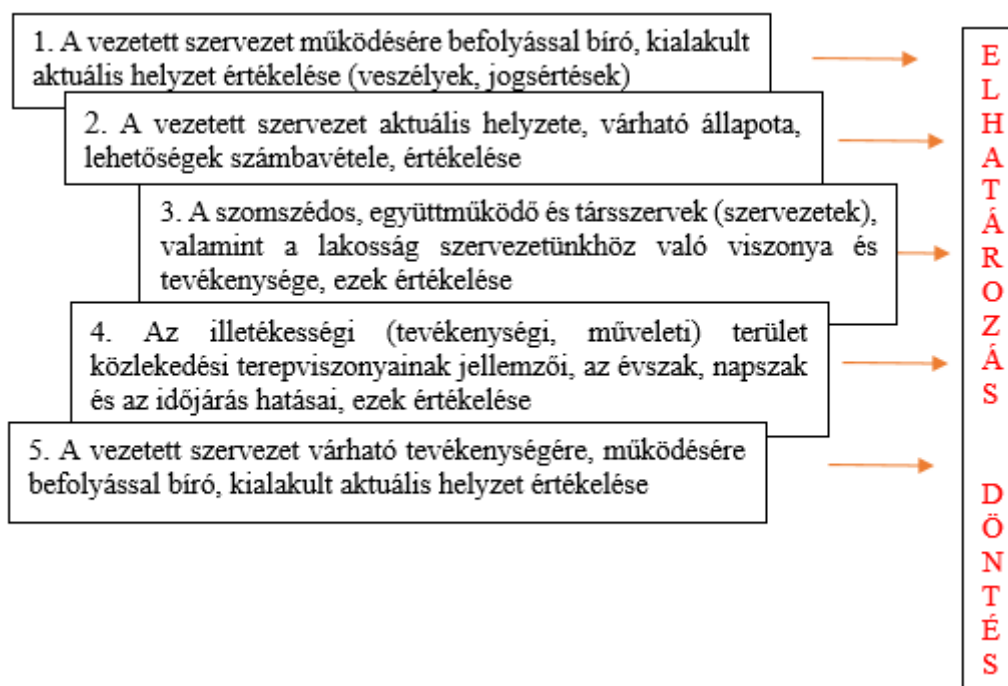 1. A vezetett szervezet működésére befolyással bíró, kialakult
aktuális helyzet értékelése (veszélyek, jogsértések)
2. A vezetett szervezet aktuális helyzete, várható állapota,
lehetőségek számbavétele, értékelése
3. A szomszédos, együttműködő és társszervek (szervezetek),
valamint a lakosság szervezetünkhöz való viszonya és
tevékenysége, ezek értékelése
4. Az illetékességi (tevékenységi, műveleti) terület
közlekedési terepviszonyainak jellemzői, az évszak, napszak
és az időjárás hatásai, ezek értékelése
5. A vezetett szervezet várható tevékenységére, működésére
befolyással bíró, kialakult aktuális helyzet értékelése
E
L
H
A
T
Á
R
O
Z
Á
S
D
Ö
N
T
É
S